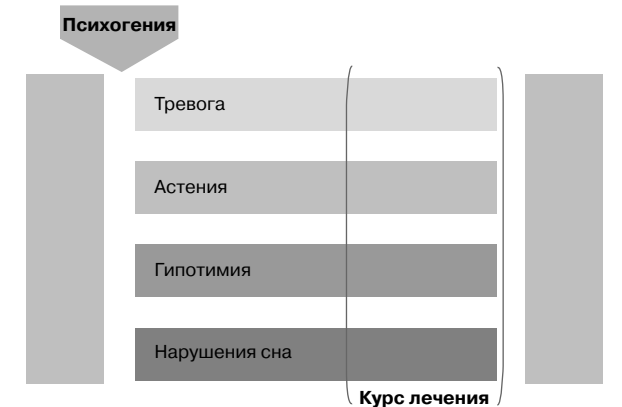 Психогения
Тревога
Астения
Гипотимия
Нарушения сна
Курс лечения